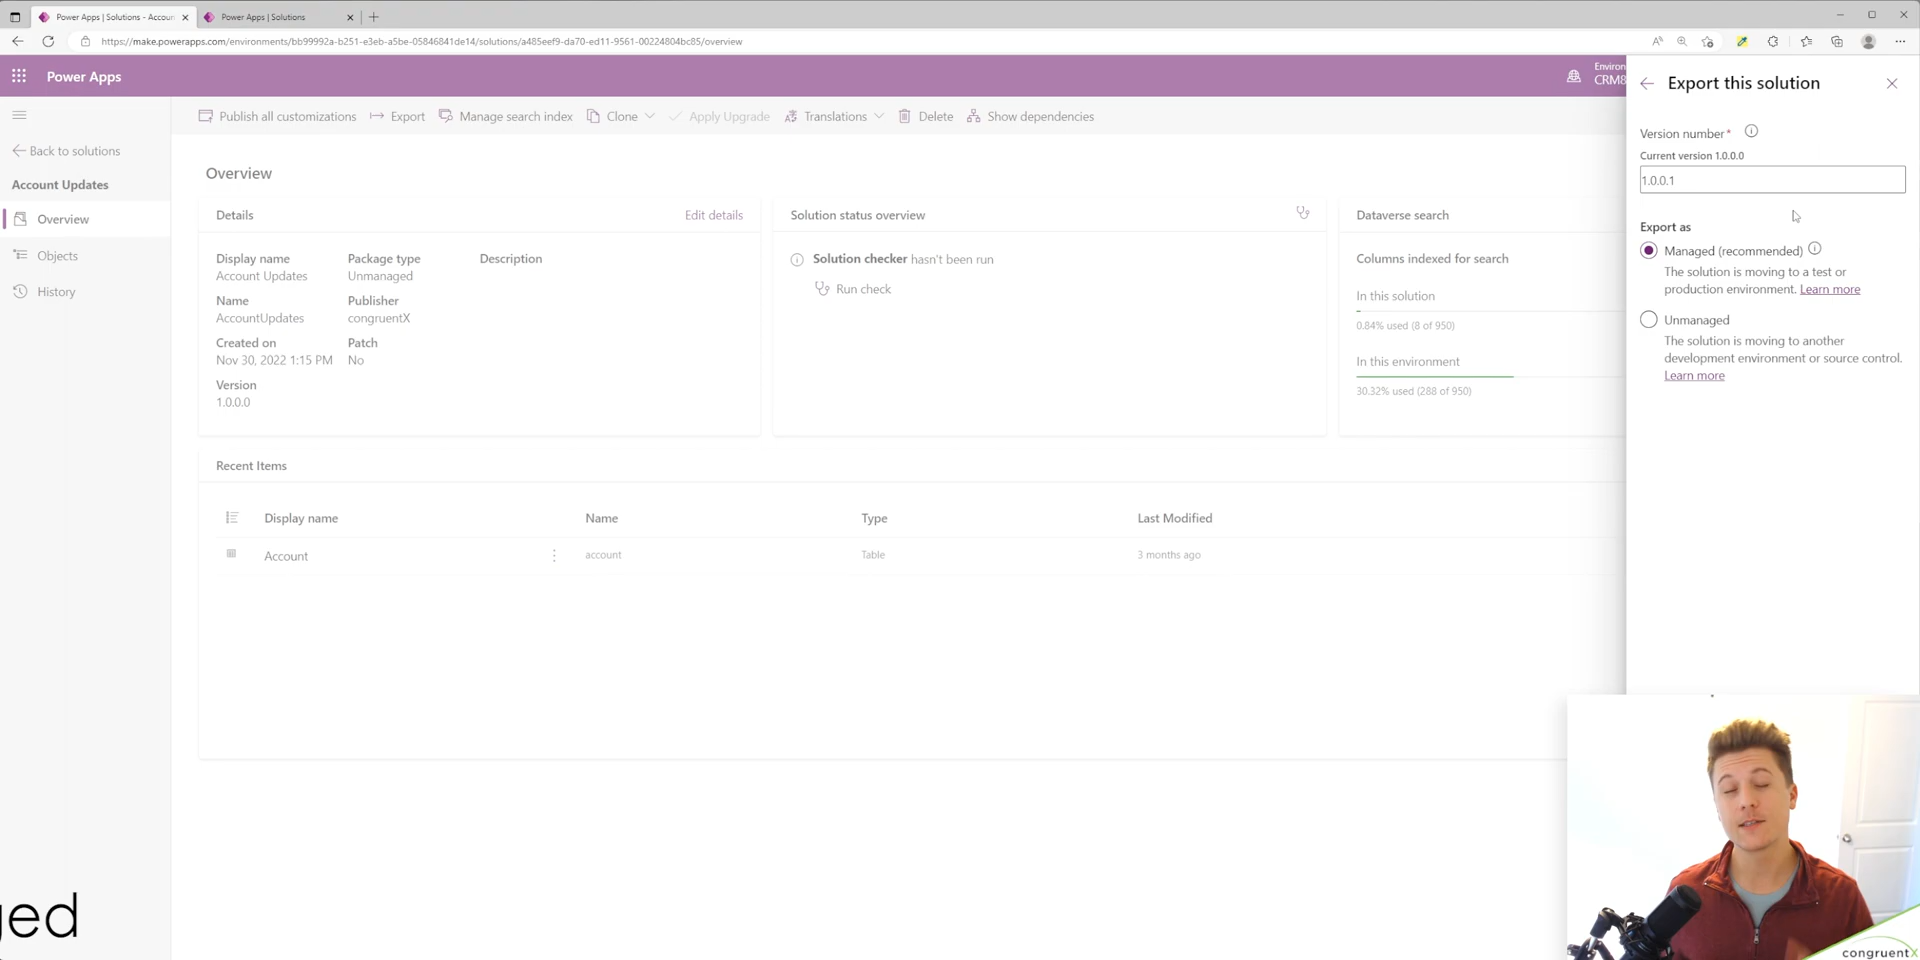 Power Apps | Solutions - Accoun
Power Apps | Solutions
https://make.powerapps.com/environments/bb99992a-b251-e3eb-a5be-05846841de14/solutions/a485eef9-da70-ed11-9561-00224804bc85/overview
Power Apps
Environ
CRM8
Publish all customizations
Export
Manage search index
Clone
Apply Upgrade
Translations
Delete
Show dependencies
Back to solutions
Account Updates
Overview
Objects
History
Overview
Details
Edit details
Display name
Account Updates
Package type
Unmanaged
Description
Name
AccountUpdates
Publisher
congruentX
Created on
Nov 30, 2022 1:15 PM
Patch
No
Version
1.0.0.0
Solution status overview
Solution checker hasn't been run
Run check
Dataverse search
Columns indexed for search
In this solution
0.84% used (8 of 950)
In this environment
30.32% used (288 of 950)
Recent Items
Display name
Name
Type
Last Modified
Account
account
Table
3 months ago
Export this solution
Version number*
Current version 1.0.0.0
1.0.0.1
Export as
Managed (recommended)
The solution is moving to a test or
production environment. Learn more
Unmanaged
The solution is moving to another
development environment or source control.
Learn more
ged
congruentX